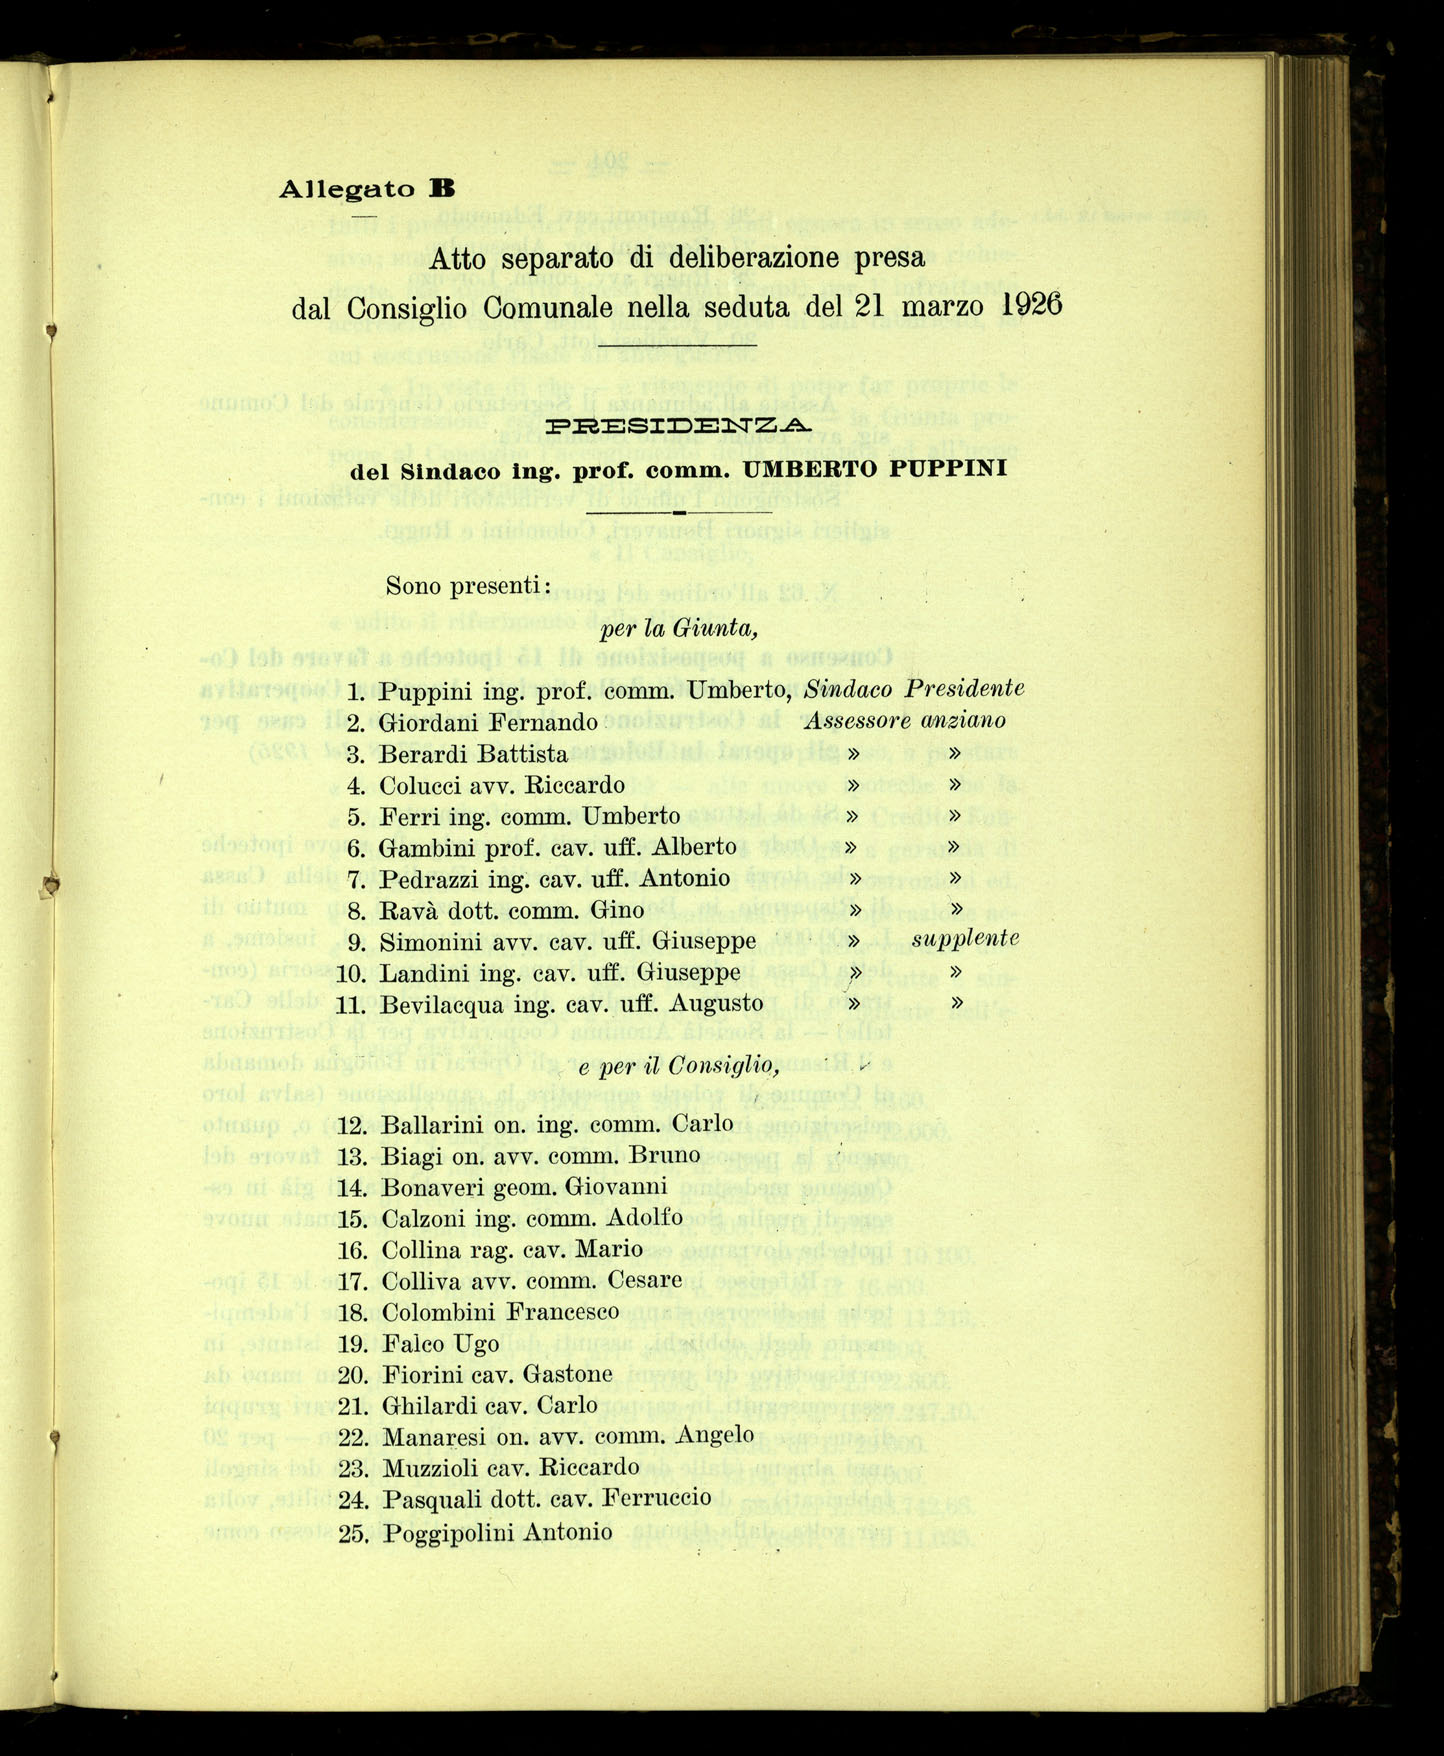 Allegato B
Atto separato di deliberazione presa
dal Consiglio Comunale nella seduta del 21 marzo 1926
PRESIDENZA
del Sindaco ing. prof. comm. UMBERTO PUPPINI
Sono presenti:
per la Giunta,
1. Puppini ing. prof. comm. Umberto, Sindaco Presidente
2. Giordani Fernando Assessore anziano
3. Berardi Battista » »
4. Colucci avv. Riccardo » »
5. Ferri ing. comm. Umberto » »
6. Gambini prof. cav. uff. Alberto » »
7. Pedrazzi ing. cav. uff. Antonio » »
8. Ravà dott. comm. Gino » »
9. Simonini avv. cav. uff. Giuseppe » supplente
10. Landini ing. cav. uff. Giuseppe » »
11. Bevilacqua ing. cav. uff. Augusto » »
e per il Consiglio,
12. Ballarini on. ing. comm. Carlo
13. Biagi on. avv. comm. Bruno
14. Bonaveri geom. Giovanni
15. Calzoni ing. comm. Adolfo
16. Collina rag. cav. Mario
17. Colliva avv. comm. Cesare
18. Colombini Francesco
19. Falco Ugo
20. Fiorini cav. Gastone
21. Ghilardi cav. Carlo
22. Manaresi on. avv. comm. Angelo
23. Muzzioli cav. Riccardo
24. Pasquali dott. cav. Ferruccio
25. Poggipolini Antonio